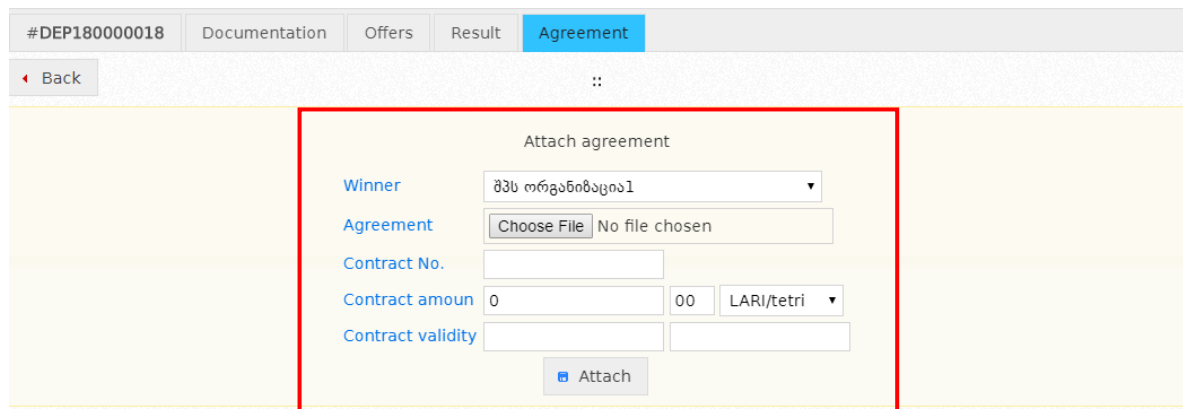 #DEP180000018 Documentation Offers Result Agreement
Back ::
Attach agreement
Winner შპს ორგანიზაცია1
Agreement Choose File No file chosen
Contract No.
Contract amoun 0 00 LARI/tetri
Contract validity
Attach